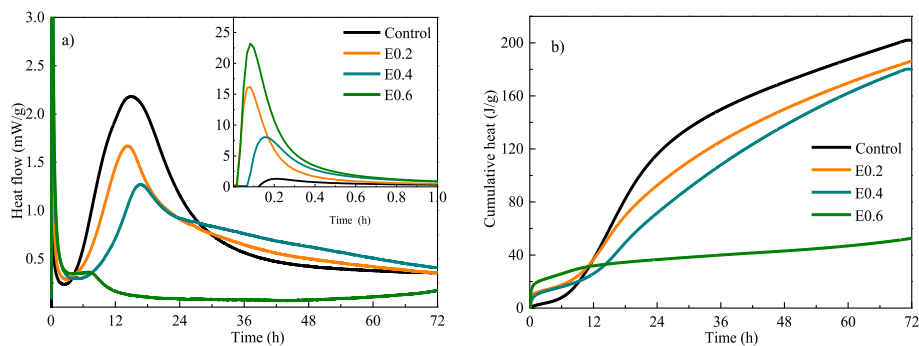 a)
Heat flow (mW/g)
3.0
2.5
2.0
1.5
1.0
0.5
0 12 24 36 48 60 72
Time (h)
25
20
15
10
5
0
0.2 0.4 0.6 0.8 1.0
Time (h)
Control
E0.2
E0.4
E0.6
b)
Cumulative heat (J/g)
200
160
120
80
40
0
0 12 24 36 48 60 72
Time (h)
Control
E0.2
E0.4
E0.6